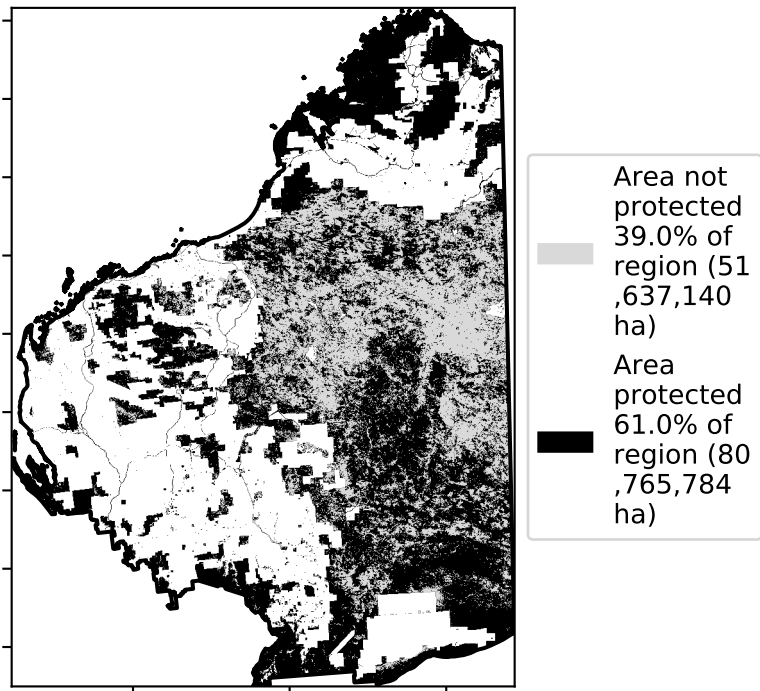 Area not
protected
39.0% of
region (51
,637,140
ha)
Area
protected
61.0% of
region (80
,765,784
ha)